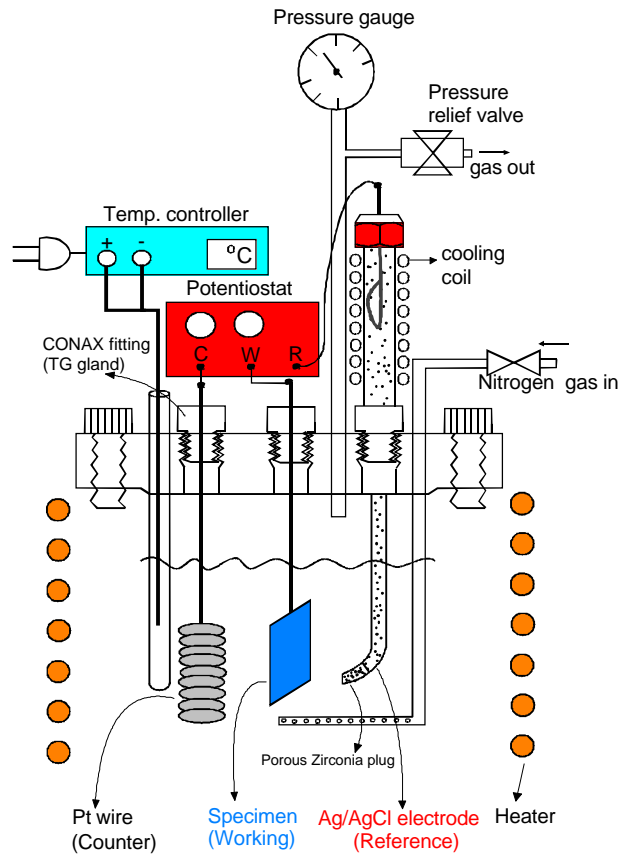 Pressure gauge
Pressure
relief valve
gas out
Temp. controller
+ -
°C
cooling
coil
Potentiostat
CONAX fitting
(TG gland)
C W R
Nitrogen gas in
Porous Zirconia plug
Pt wire
(Counter)
Specimen
(Working)
Ag/AgCl electrode
(Reference)
Heater